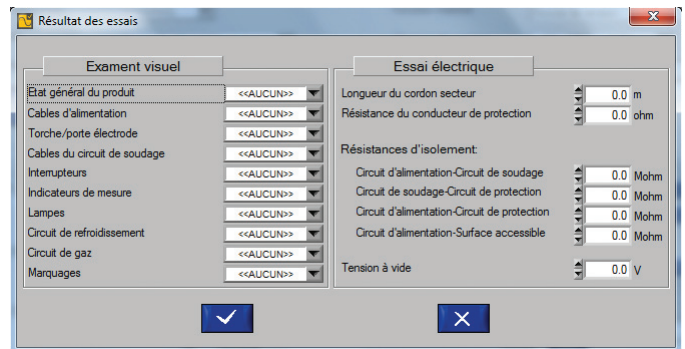 Résultat des essais
Exament visuel
Etat général du produit <<AUCUN>>
Cables d'alimentation <<AUCUN>>
Torche/porte électrode <<AUCUN>>
Cables du circuit de soudage <<AUCUN>>
Interrupteurs <<AUCUN>>
Indicateurs de mesure <<AUCUN>>
Lampes <<AUCUN>>
Circuit de refroidissement <<AUCUN>>
Circuit de gaz <<AUCUN>>
Marquages <<AUCUN>>
Essai électrique
Longueur du cordon secteur 0.0 m
Résistance du conducteur de protection 0.0 ohm
Résistances d'isolement:
Circuit d'alimentation-Circuit de soudage 0.0 Mohm
Circuit de soudage-Circuit de protection 0.0 Mohm
Circuit d'alimentation-Circuit de protection 0.0 Mohm
Circuit d'alimentation-Surface accessible 0.0 Mohm
Tension à vide 0.0 V